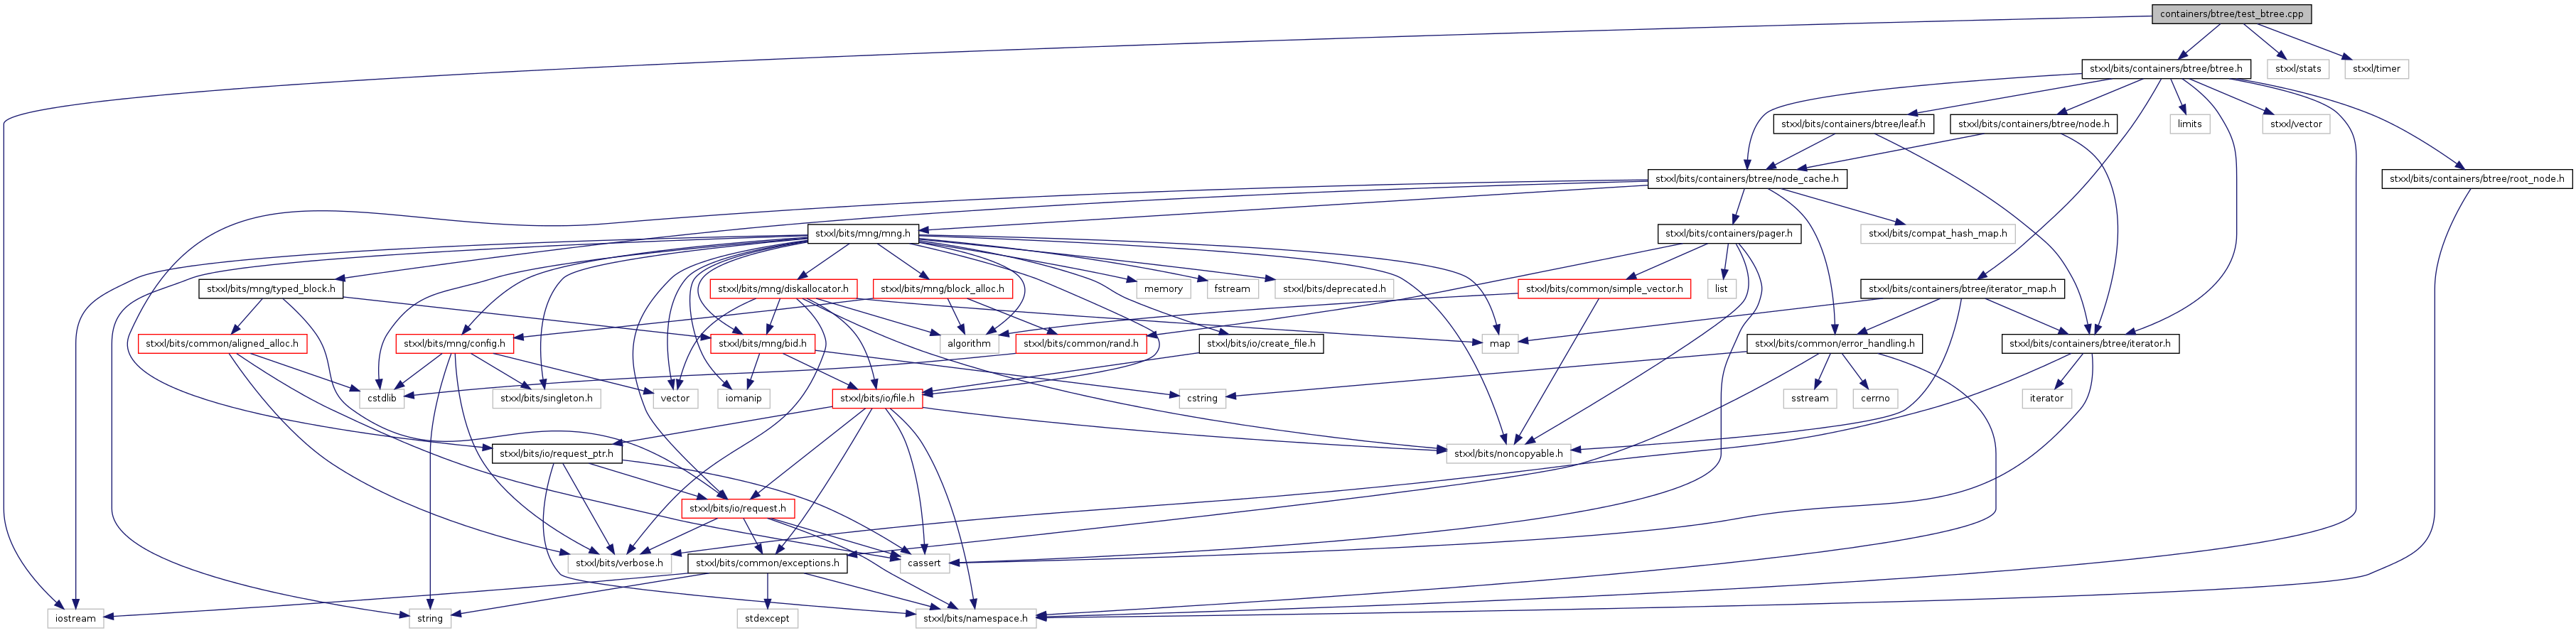 containers/btree/test_btree.cpp
stxxl/bits/containers/btree/btree.h
stxxl/stats
stxxl/timer
stxxl/bits/containers/btree/leaf.h
stxxl/bits/containers/btree/node.h
limits
stxxl/vector
stxxl/bits/containers/btree/node_cache.h
stxxl/bits/containers/btree/root_node.h
stxxl/bits/mng/mng.h
stxxl/bits/containers/pager.h
stxxl/bits/compat_hash_map.h
stxxl/bits/mng/typed_block.h
stxxl/bits/mng/diskallocator.h
stxxl/bits/mng/block_alloc.h
memory
fstream
stxxl/bits/deprecated.h
stxxl/bits/common/simple_vector.h
list
stxxl/bits/containers/btree/iterator_map.h
stxxl/bits/common/aligned_alloc.h
stxxl/bits/mng/config.h
stxxl/bits/mng/bid.h
algorithm
stxxl/bits/common/rand.h
stxxl/bits/io/create_file.h
map
stxxl/bits/common/error_handling.h
stxxl/bits/containers/btree/iterator.h
cstdlib
stxxl/bits/singleton.h
vector
iomanip
stxxl/bits/io/file.h
cstring
sstream
cerrno
iterator
stxxl/bits/io/request_ptr.h
stxxl/bits/noncopyable.h
stxxl/bits/io/request.h
stxxl/bits/verbose.h
stxxl/bits/common/exceptions.h
cassert
iostream
string
stdexcept
stxxl/bits/namespace.h